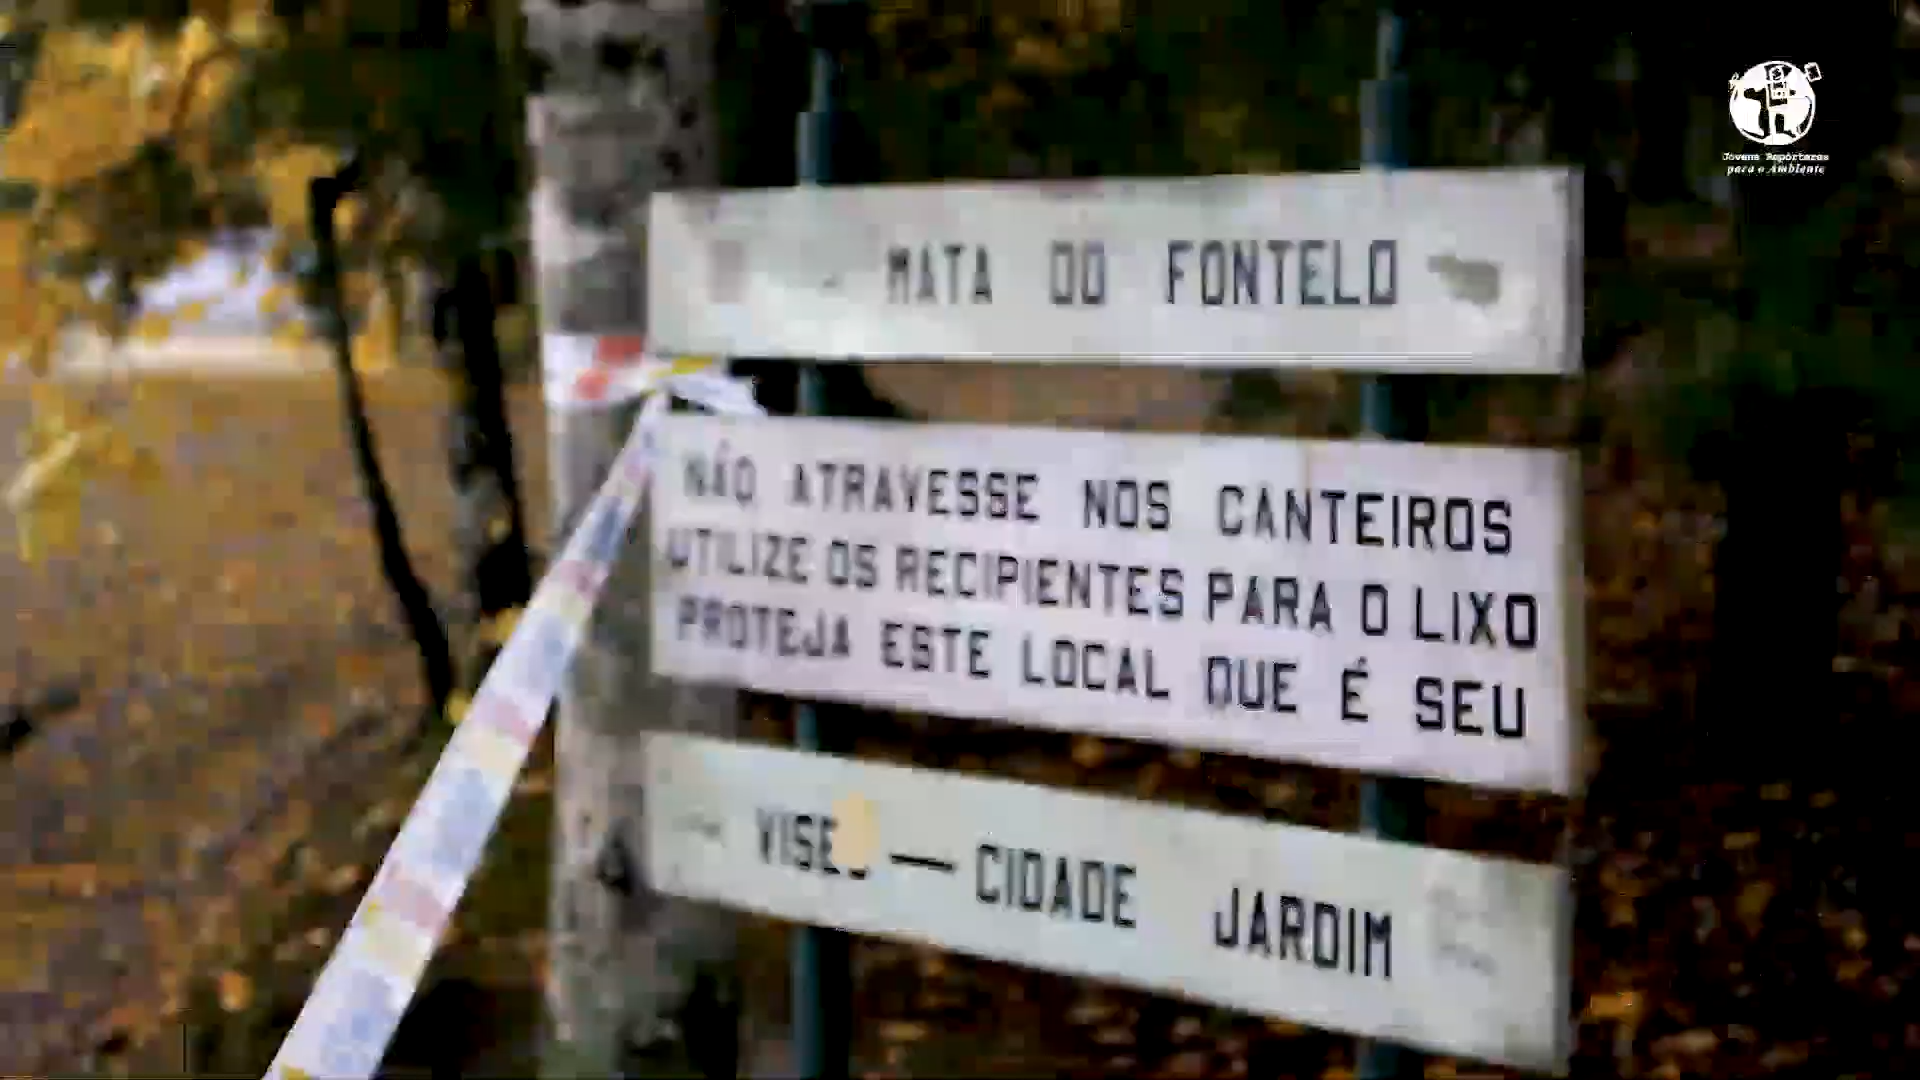 Jovens Repórteres
para o Ambiente
MATA DO FONTELO
NÃO ATRAVESSE NOS CANTEIROS
UTILIZE OS RECIPIENTES PARA O LIXO
PROTEJA ESTE LOCAL QUE É SEU
VISEU — CIDADE JARDIM